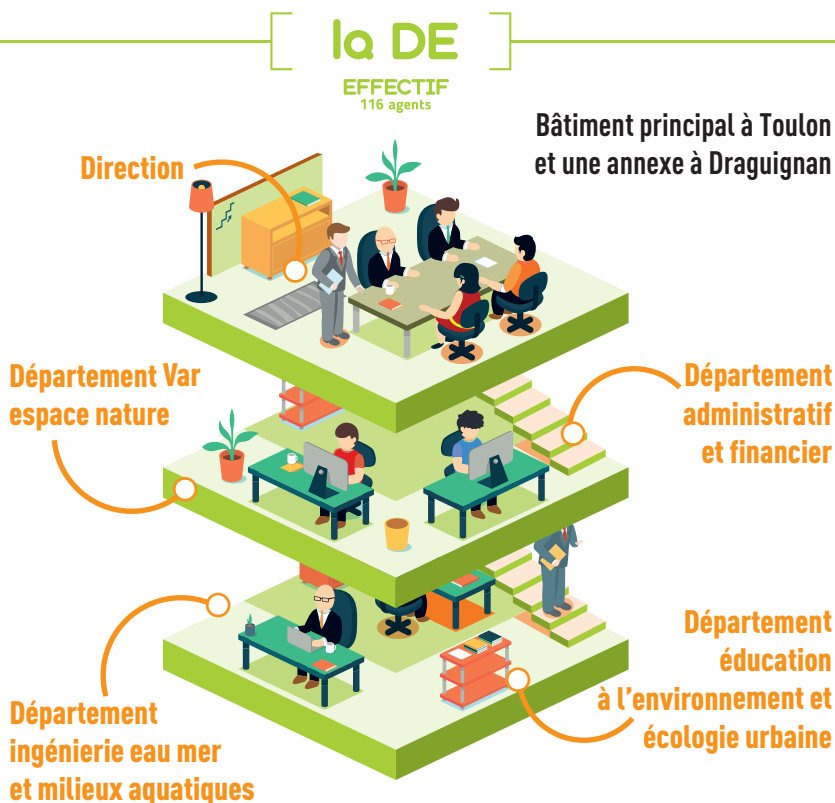 la DE
EFFECTIF
116 agents
Bâtiment principal à Toulon
et une annexe à Draguignan
Direction
Département Var
espace nature
Département
administratif
et financier
Département
ingénierie eau mer
et milieux aquatiques
Département
éducation
à l'environnement et
écologie urbaine